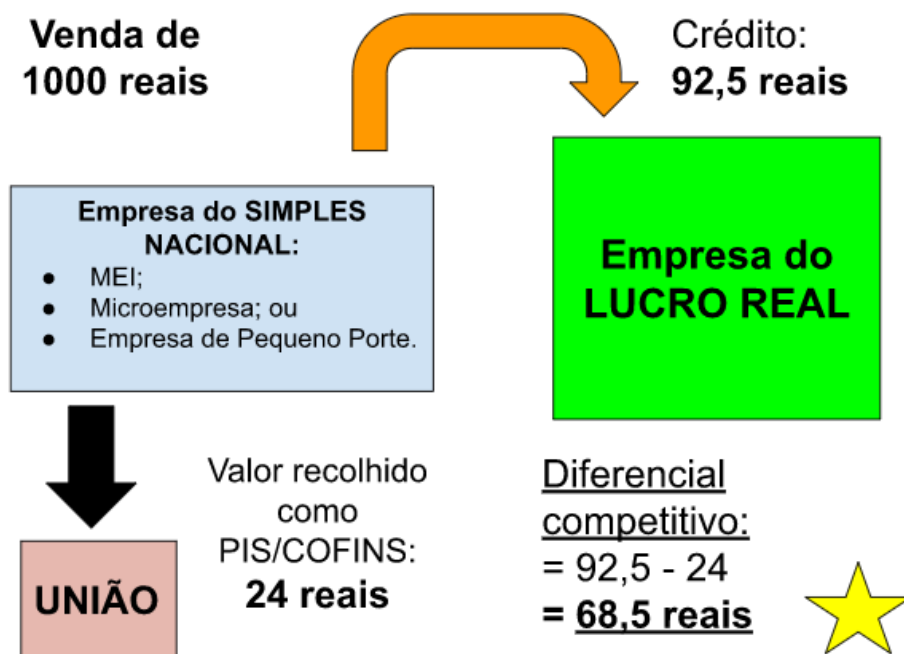 Venda de
1000 reais
Crédito:
92,5 reais
Empresa do SIMPLES
NACIONAL:
● MEI;
● Microempresa; ou
● Empresa de Pequeno Porte.
Empresa do
LUCRO REAL
Valor recolhido
como
PIS/COFINS:
24 reais
UNIÃO
Diferencial
competitivo:
= 92,5 - 24
= 68,5 reais